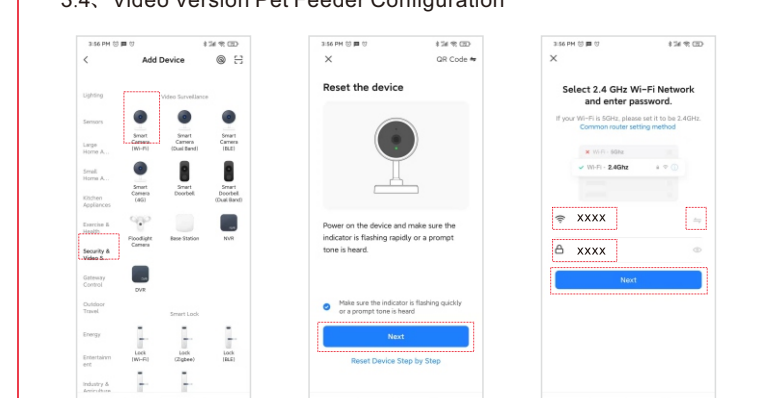 3.4、Video Version Pet Feeder Configuration
3:56 PM
Add Device
Lighting
Video Surveillance
Sensors
Smart Camera (Wi-Fi)
Smart Camera (Dual Band)
Smart Camera (BLE)
Large Home A...
Small Home A...
Smart Camera (4G)
Smart Doorbell
Smart Doorbell (Dual Band)
Kitchen Appliances
Exercise & Health
Floodlight Camera
Base Station
NVR
Security & Video S...
Gateway Control
DVR
Outdoor Travel
Smart Lock
Energy
Lock (Wi-Fi)
Lock (Zigbee)
Lock (BLE)
Entertainm
ent
Industry &
Agriculture
3:56 PM
QR Code
Reset the device
Power on the device and make sure the
indicator is flashing rapidly or a prompt
tone is heard.
Make sure the indicator is flashing quickly
or a prompt tone is heard
Next
Reset Device Step by Step
3:56 PM
Select 2.4 GHz Wi-Fi Network
and enter password.
If your Wi-Fi is 5GHz, please set it to be 2.4GHz.
Common router setting method
Wi-Fi - 5Ghz
Wi-Fi - 2.4Ghz
XXXX
XXXX
Next